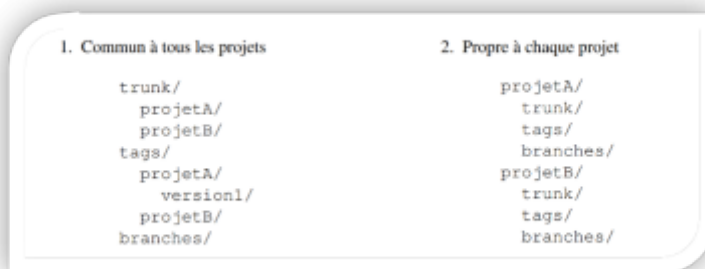 1. Commun à tous les projets
trunk/
projetA/
projetB/
tags/
projetA/
version1/
projetB/
branches/
2. Propre à chaque projet
projetA/
trunk/
tags/
branches/
projetB/
trunk/
tags/
branches/